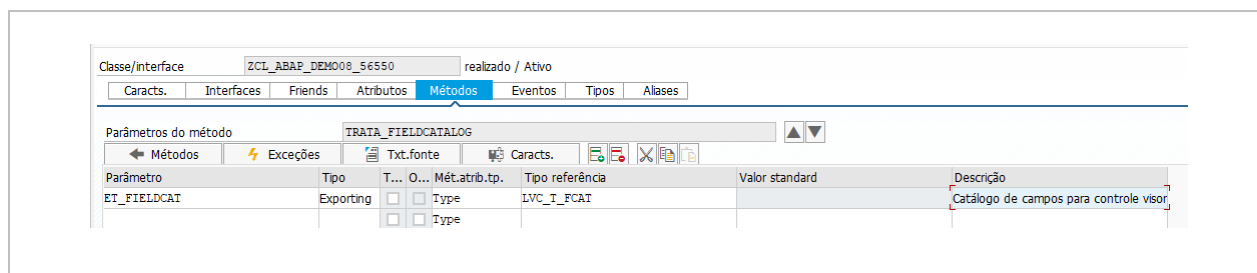 Classe/interface ZCL_ABAP_DEMO08_56550 realizado / Ativo
Caracts. Interfaces Friends Atributos Métodos Eventos Tipos Aliases
Parâmetros do método TRATA_FIELDCATALOG
Métodos Exceções Txt.fonte Caracts.
Parâmetro Tipo T... O... Mét.atrib.tp. Tipo referência Valor standard Descrição
ET_FIELDCAT Exporting Type LVC_T_FCAT Catálogo de campos para controle visor
Type